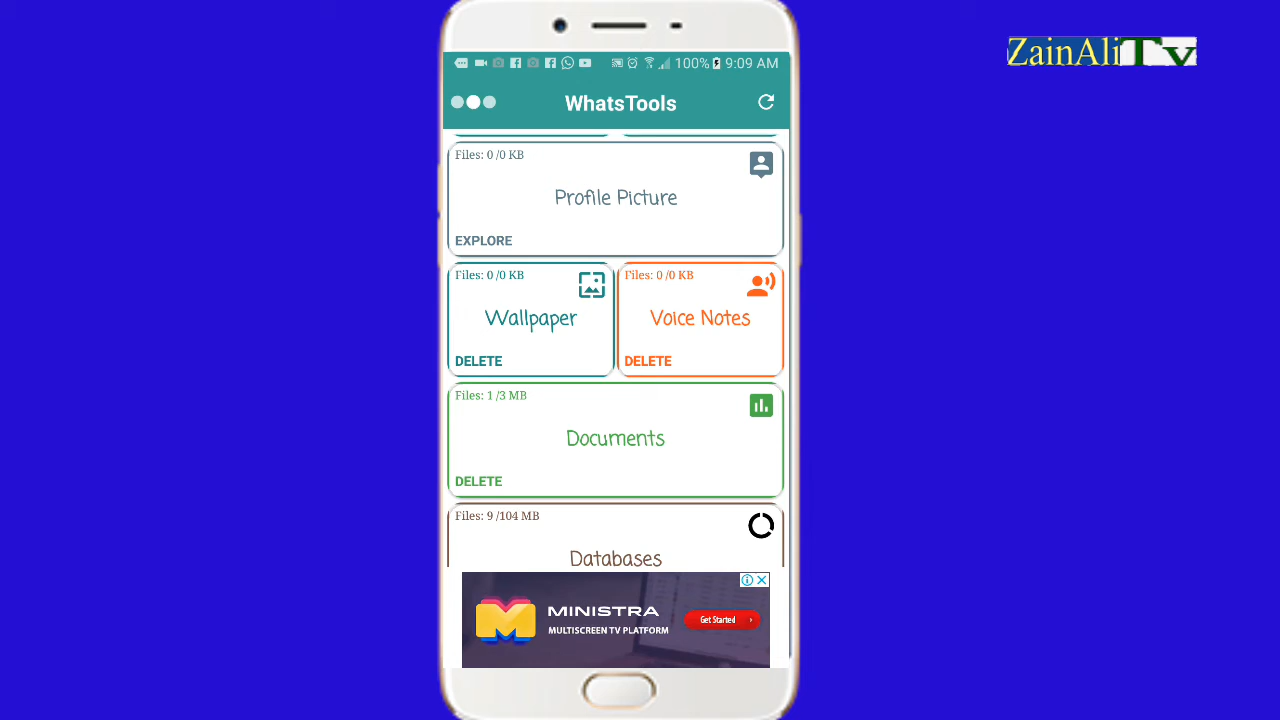 ZainAliTv
100% 9:09 AM
WhatsTools
Files: 0 /0 KB
Profile Picture
EXPLORE
Files: 0 /0 KB
Wallpaper
DELETE
Files: 0 /0 KB
Voice Notes
DELETE
Files: 1 /3 MB
Documents
DELETE
Files: 9 /104 MB
Databases
MINISTRA
MULTISCREEN TV PLATFORM
Get Started